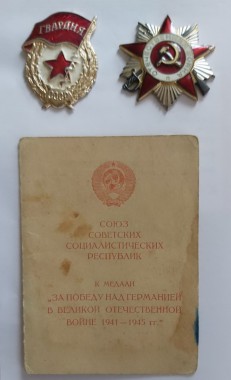 ГВАРДИЯ
СОЮЗ
СОВЕТСКИХ
СОЦИАЛИСТИЧЕСКИХ
РЕСПУБЛИК
К МЕДАЛИ
„ЗА ПОБЕДУ НАД ГЕРМАНИЕЙ
В ВЕЛИКОЙ ОТЕЧЕСТВЕННОЙ
ВОЙНЕ 1941—1945 гг.“